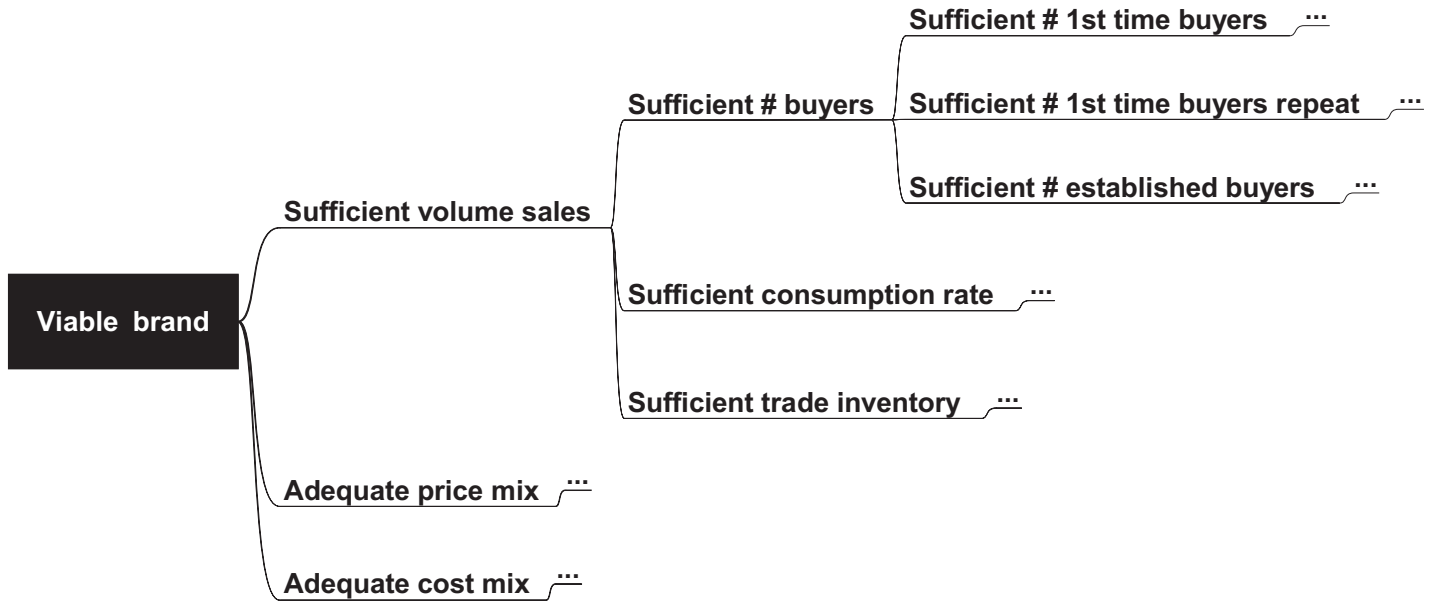 Sufficient # 1st time buyers ...
Sufficient # buyers
Sufficient # 1st time buyers repeat ...
Sufficient # established buyers ...
Sufficient volume sales
Sufficient consumption rate ...
Viable brand
Sufficient trade inventory ...
Adequate price mix ...
Adequate cost mix ...